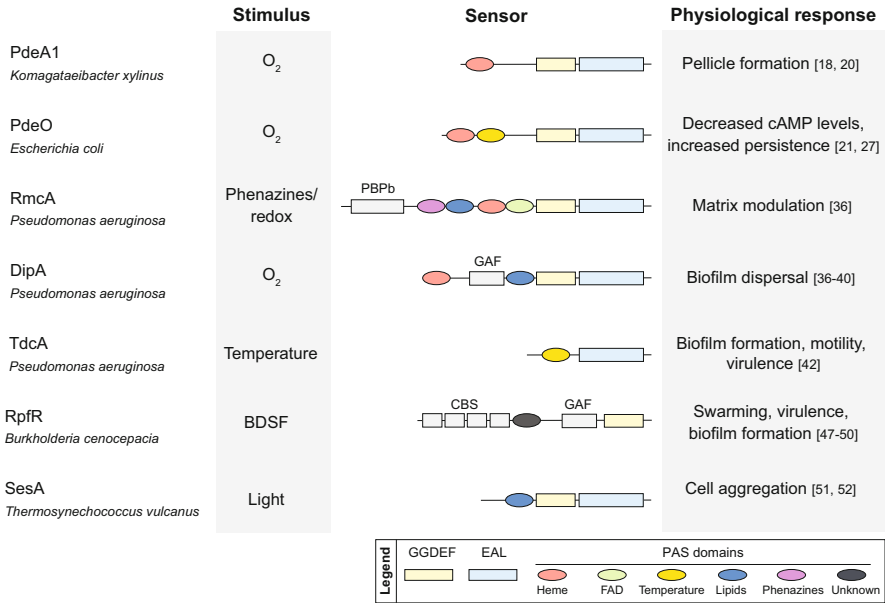 Stimulus Sensor Physiological response
PdeA1
Komagataeibacter xylinus
O2
Pellicle formation [18, 20]
PdeO
Escherichia coli
O2
Decreased cAMP levels,
increased persistence [21, 27]
RmcA
Pseudomonas aeruginosa
Phenazines/
redox
PBPb
Matrix modulation [36]
DipA
Pseudomonas aeruginosa
O2
GAF
Biofilm dispersal [36-40]
TdcA
Pseudomonas aeruginosa
Temperature
Biofilm formation, motility,
virulence [42]
RpfR
Burkholderia cenocepacia
BDSF
CBS GAF
Swarming, virulence,
biofilm formation [47-50]
SesA
Thermosynechococcus vulcanus
Light
Cell aggregation [51, 52]
Legend
GGDEF EAL PAS domains
Heme FAD Temperature Lipids Phenazines Unknown